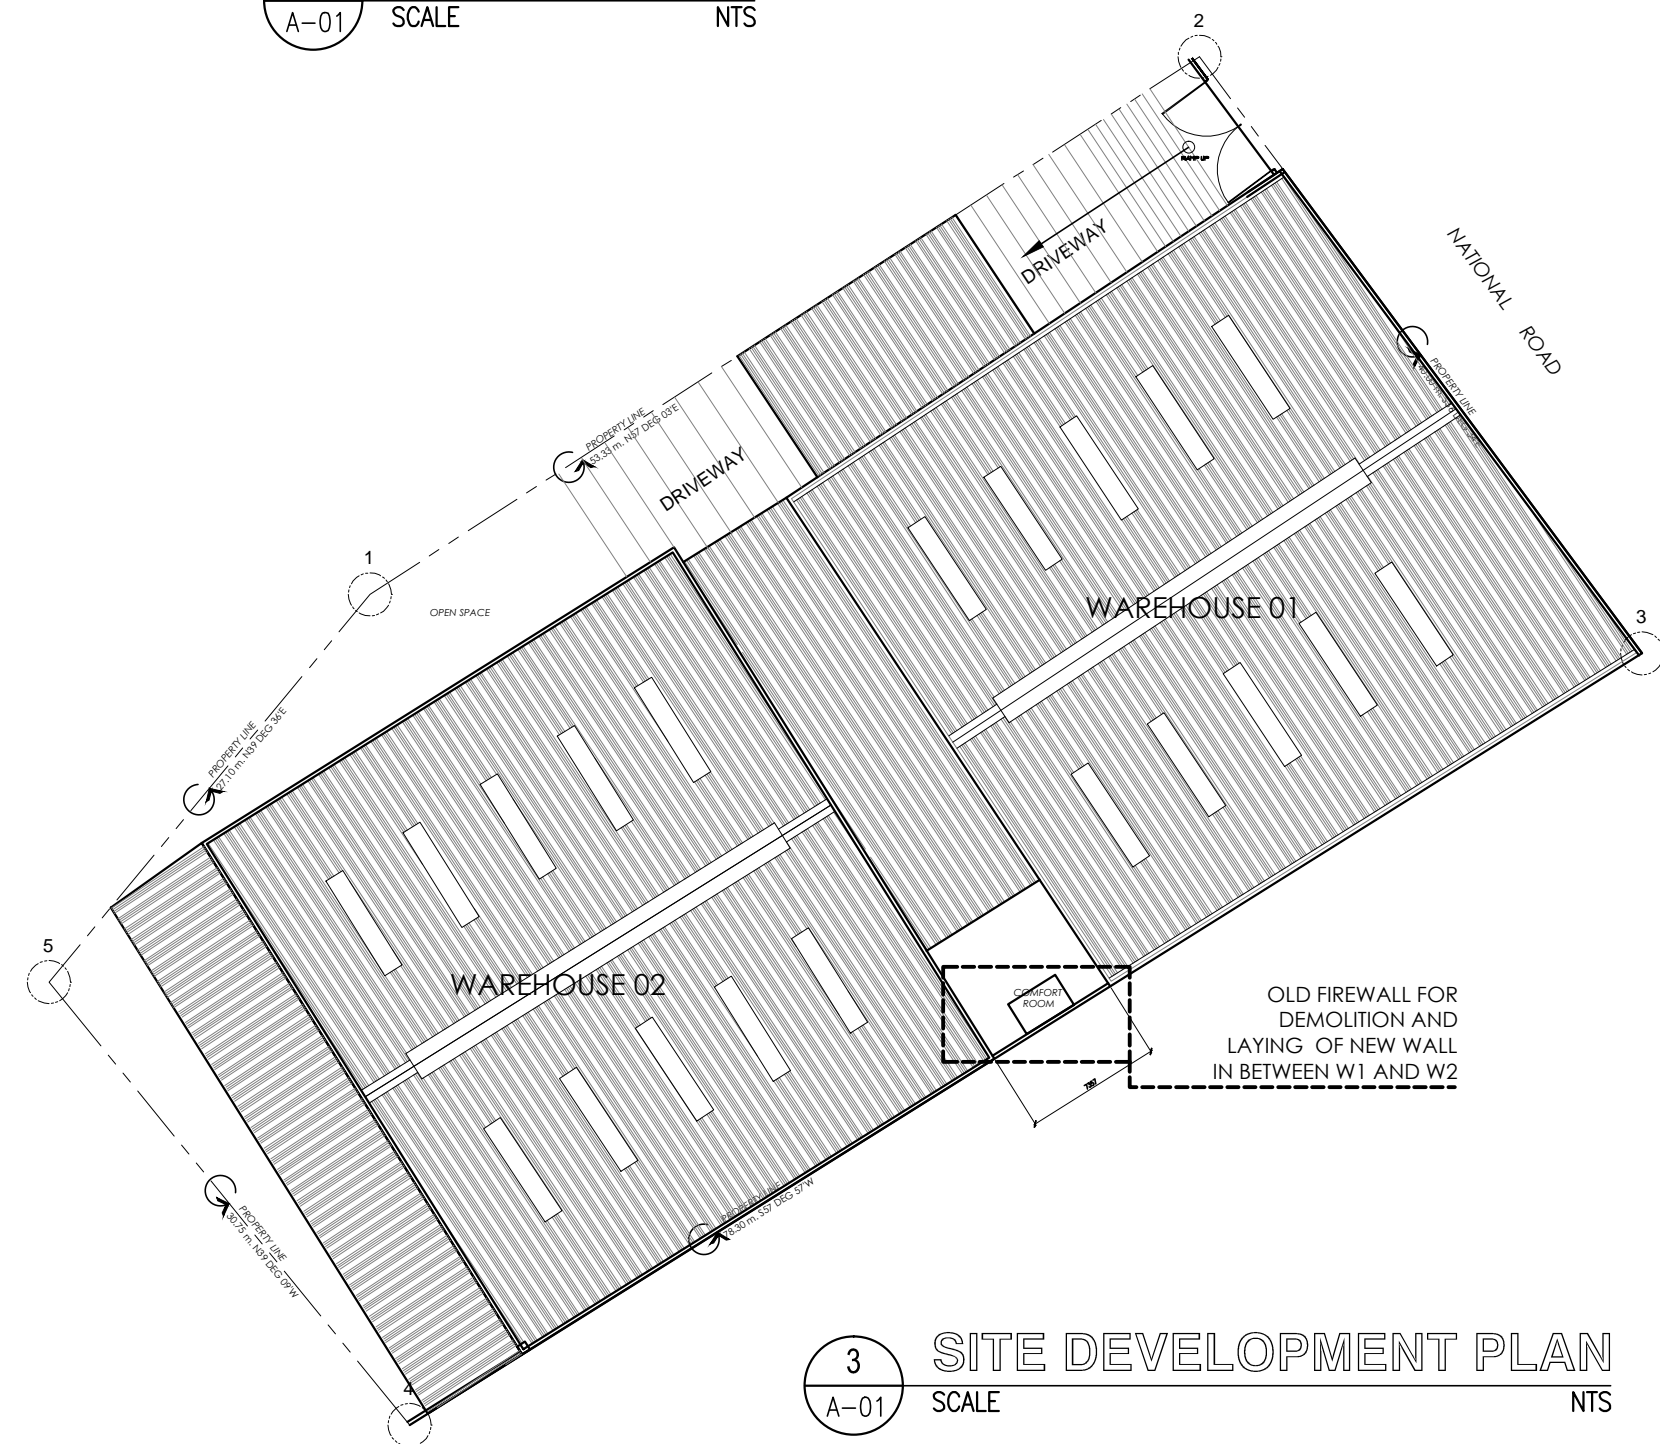 A-01
SCALE
NTS
2
RAMP UP
DRIVEWAY
NATIONAL ROAD
PROPERTY LINE
PROPERTY LINE
53.33 m. N57 DEG 03'E
DRIVEWAY
1
OPEN SPACE
WAREHOUSE 01
3
PROPERTY LINE
27.10 m. N39 DEG 36'E
5
WAREHOUSE 02
COMFORT
ROOM
OLD FIREWALL FOR
DEMOLITION AND
LAYING OF NEW WALL
IN BETWEEN W1 AND W2
PROPERTY LINE
78.30 m. S57 DEG 57'W
PROPERTY LINE
30.75 m. N39 DEG 09'W
4
3
A-01
SITE DEVELOPMENT PLAN
SCALE
NTS